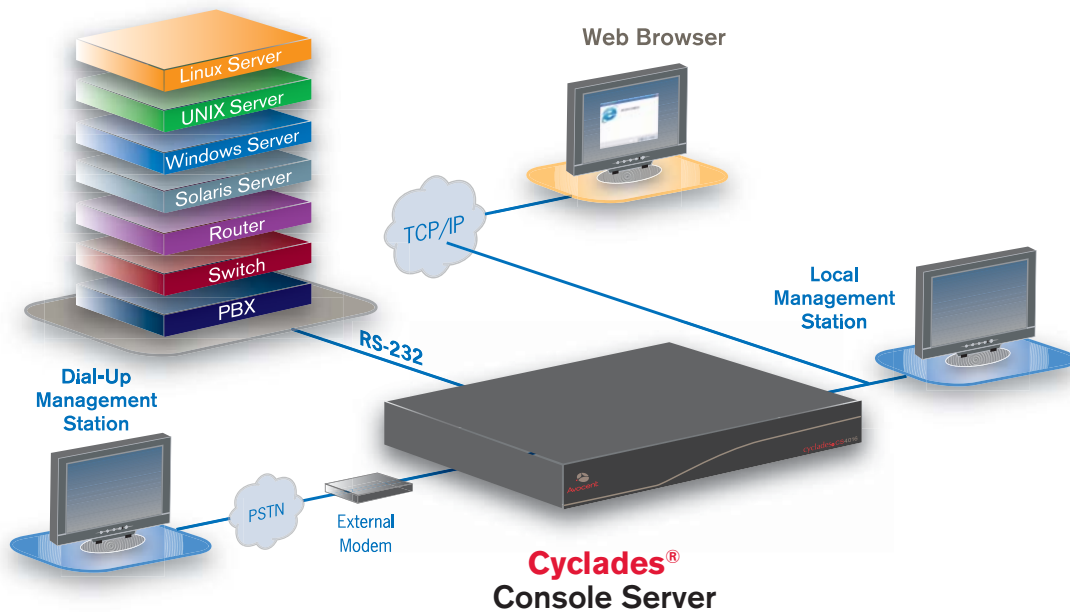 Linux Server
UNIX Server
Windows Server
Solaris Server
Router
Switch
PBX
Web Browser
TCP/IP
Local
Management
Station
RS-232
Dial-Up
Management
Station
PSTN
External
Modem
Avocent
Cyclades®
Console Server